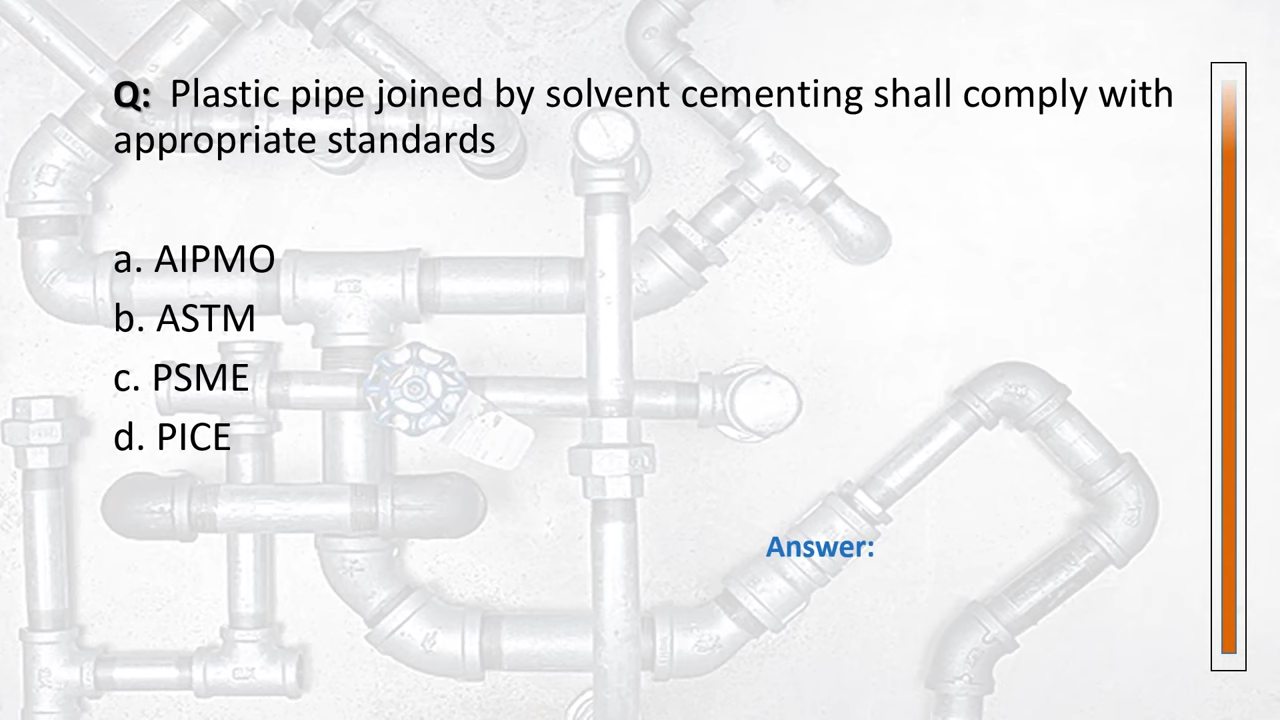 Q: Plastic pipe joined by solvent cementing shall comply with
appropriate standards
a. AIPMO
b. ASTM
c. PSME
d. PICE
Answer: